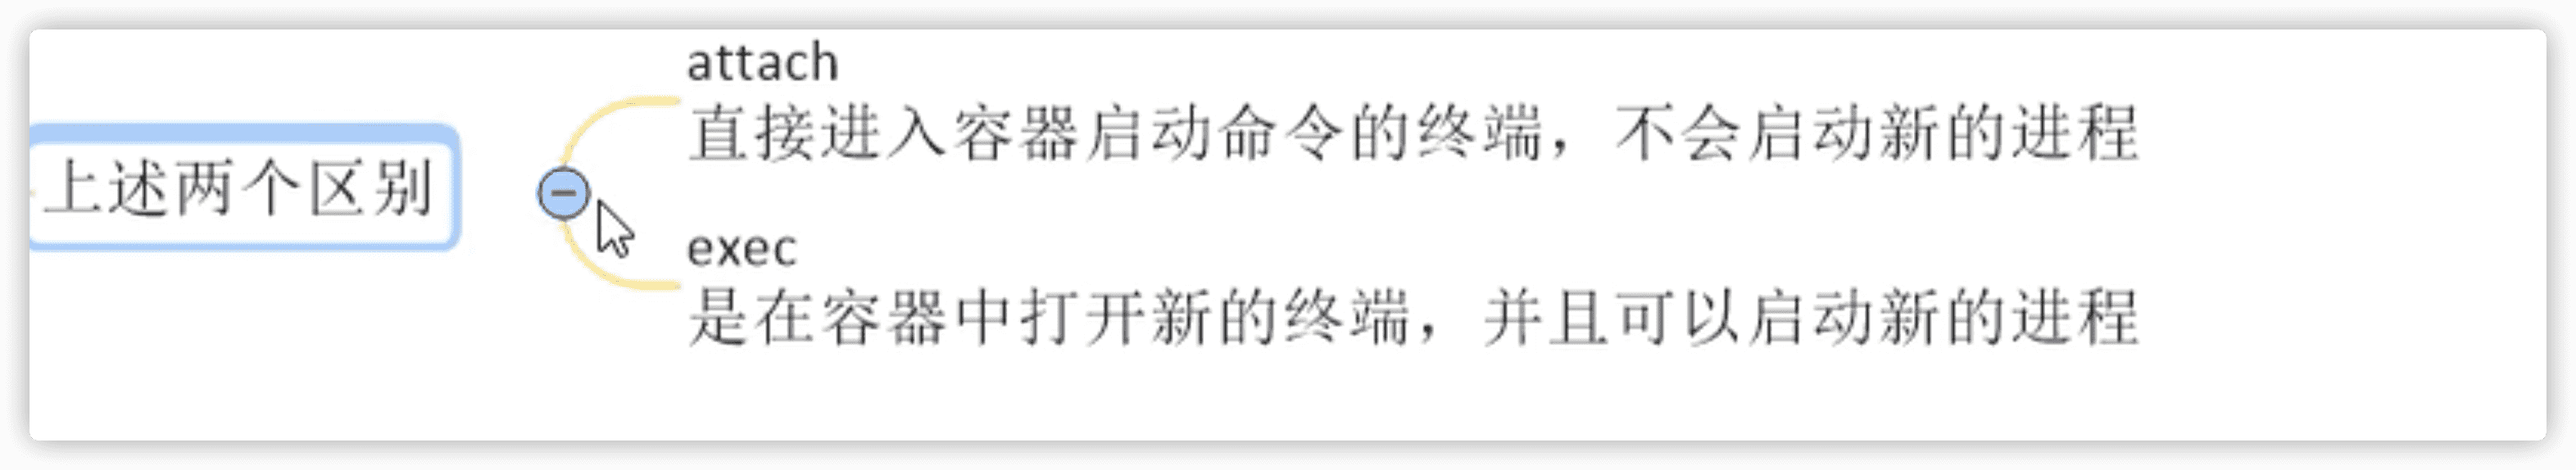 上述两个区别
attach
直接进入容器启动命令的终端，不会启动新的进程
exec
是在容器中打开新的终端，并且可以启动新的进程